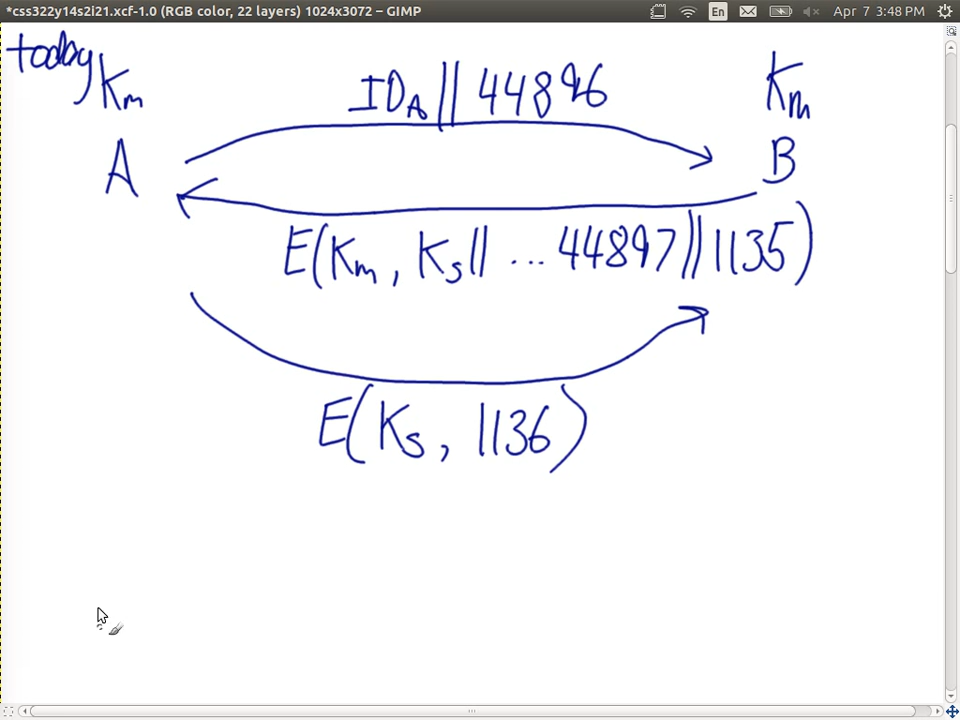 *css322y14s2i21.xcf-1.0 (RGB color, 22 layers) 1024x3072 – GIMP En Apr 7 3:48 PM
today
Km IDA || 44896 Km
A B
E(Km, Ks || ... 44897 || 1135)
E(Ks, 1136)